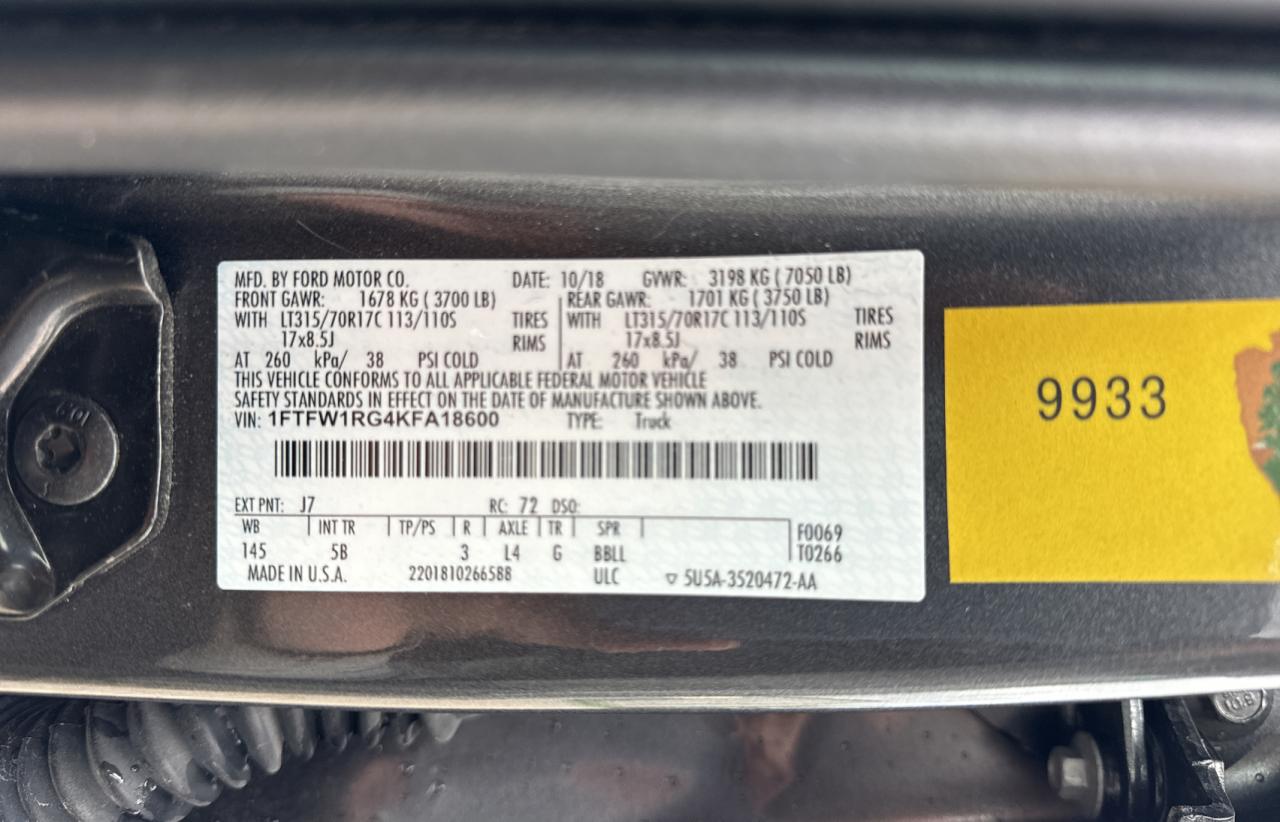 MFD. BY FORD MOTOR CO. DATE: 10/18 GVWR: 3198 KG ( 7050 LB)
FRONT GAWR: 1678 KG ( 3700 LB) REAR GAWR: 1701 KG ( 3750 LB)
WITH LT315/70R17C 113/110S TIRES WITH LT315/70R17C 113/110S TIRES
17x8.5J RIMS 17x8.5J RIMS
AT 260 kPa/ 38 PSI COLD AT 260 kPa/ 38 PSI COLD
THIS VEHICLE CONFORMS TO ALL APPLICABLE FEDERAL MOTOR VEHICLE
SAFETY STANDARDS IN EFFECT ON THE DATE OF MANUFACTURE SHOWN ABOVE.
VIN: 1FTFW1RG4KFA18600 TYPE: Truck
EXT PNT: J7 RC: 72 DSO:
WB INT TR TP/PS R AXLE TR SPR F0069
145 5B 3 L4 G BBLL T0266
MADE IN U.S.A. 2201810266588 ULC ▽ 5U5A-3520472-AA
9933